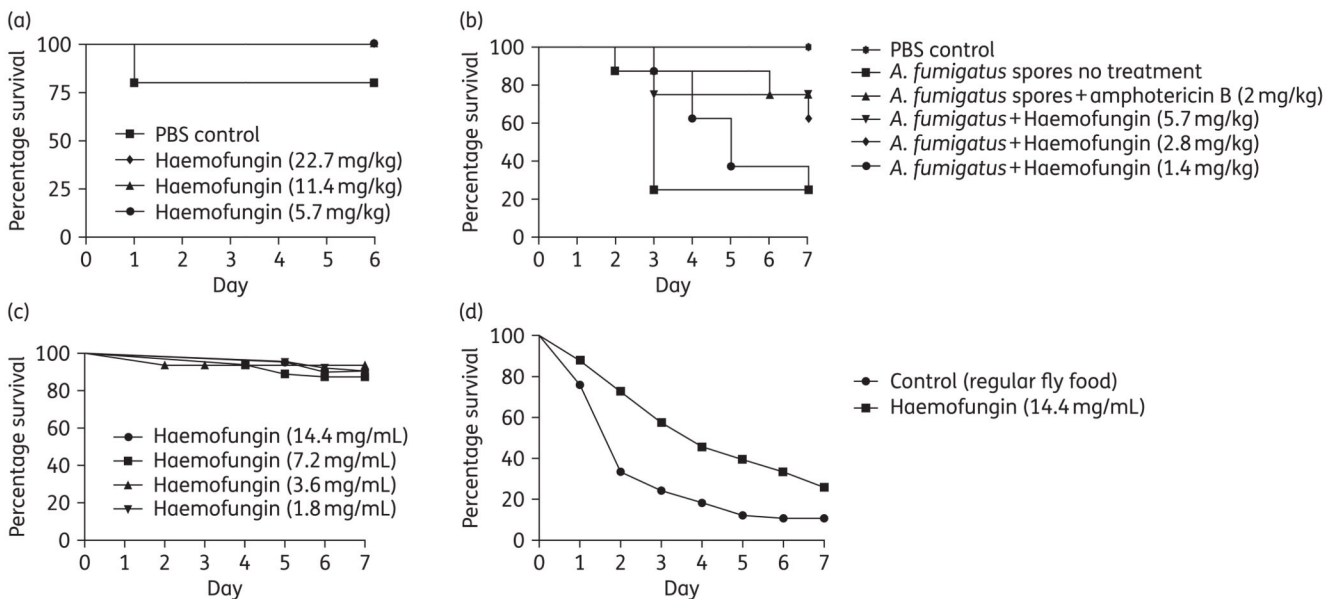 (a)
Percentage survival
100
75
50
25
0
PBS control
Haemofungin (22.7 mg/kg)
Haemofungin (11.4 mg/kg)
Haemofungin (5.7 mg/kg)
0 1 2 3 4 5 6
Day
(b)
Percentage survival
100
80
60
40
20
0
0 1 2 3 4 5 6 7
Day
PBS control
A. fumigatus spores no treatment
A. fumigatus spores + amphotericin B (2 mg/kg)
A. fumigatus + Haemofungin (5.7 mg/kg)
A. fumigatus + Haemofungin (2.8 mg/kg)
A. fumigatus + Haemofungin (1.4 mg/kg)
(c)
Percentage survival
100
80
60
40
20
0
Haemofungin (14.4 mg/mL)
Haemofungin (7.2 mg/mL)
Haemofungin (3.6 mg/mL)
Haemofungin (1.8 mg/mL)
0 1 2 3 4 5 6 7
Day
(d)
Percentage survival
100
80
60
40
20
0
0 1 2 3 4 5 6 7
Day
Control (regular fly food)
Haemofungin (14.4 mg/mL)